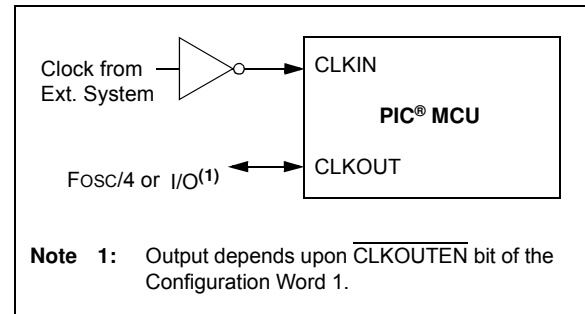 Clock from
Ext. System
CLKIN
PIC® MCU
FOSC/4 or I/O(1)
CLKOUT
Note 1: Output depends upon CLKOUTEN bit of the
Configuration Word 1.